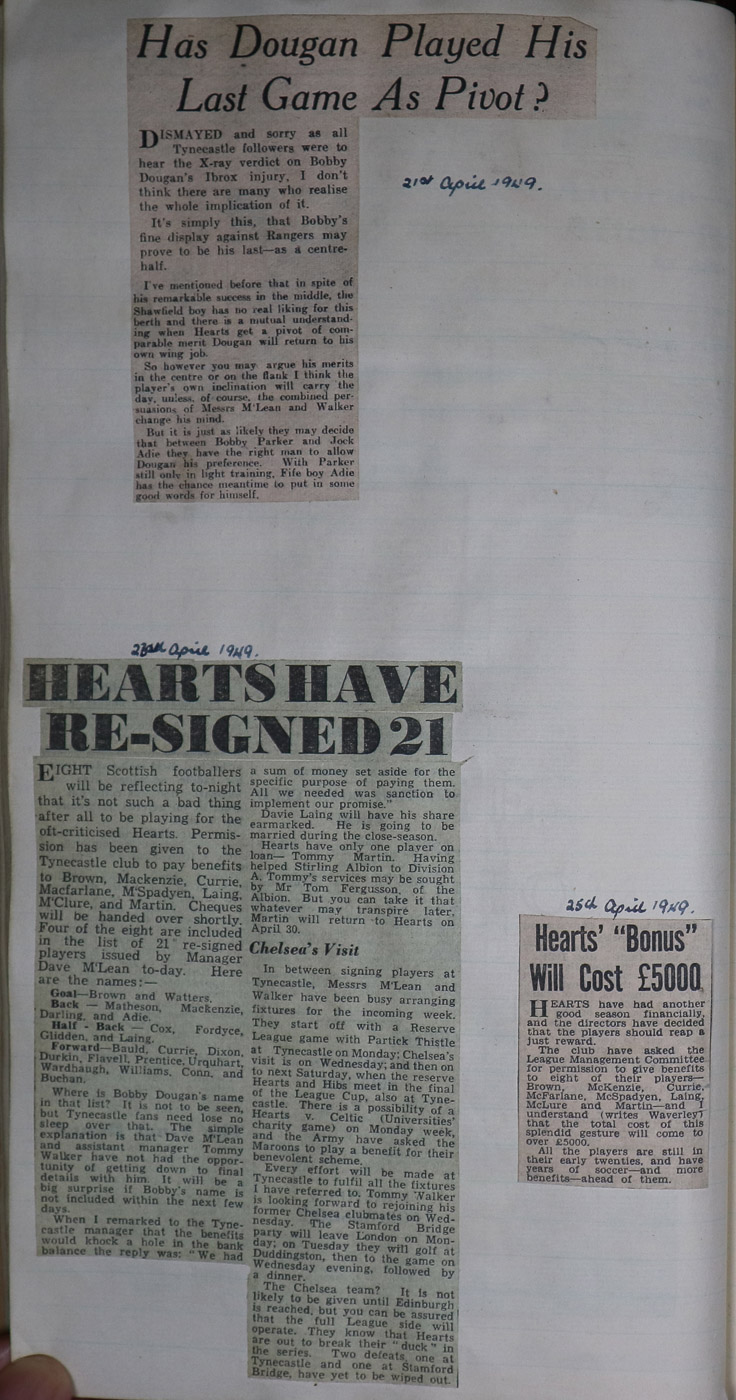 Has Dougan Played His
Last Game As Pivot?
DISMAYED and sorry as all
Tynecastle followers were to
hear the X-ray verdict on Bobby
Dougan's Ibrox injury, I don't
think there are many who realise
the whole implication of it.
It's simply this, that Bobby's
fine display against Rangers may
prove to be his last—as a centre-
half.
I've mentioned before that in spite of
his remarkable success in the middle, the
Shawfield boy has no real liking for this
berth and there is a mutual understand-
ing when Hearts get a pivot of com-
parable merit Dougan will return to his
own wing job.
So however you may argue his merits
in the centre or on the flank I think the
player's own inclination will carry the
day, unless, of course, the combined per-
suasions of Messrs M'Lean and Walker
change his mind.
But it is just as likely they may decide
that between Bobby Parker and Jock
Adie they have the right man to allow
Dougan his preference. With Parker
still only in light training, Fife boy Adie
has the chance meantime to put in some
good words for himself.
21st April 1949.
23rd April 1949.
HEARTS HAVE
RE-SIGNED 21
EIGHT Scottish footballers
will be reflecting to-night
that it's not such a bad thing
after all to be playing for the
oft-criticised Hearts. Permis-
sion has been given to the
Tynecastle club to pay benefits
to Brown, Mackenzie, Currie,
Macfarlane, M'Spadyen, Laing,
M'Clure, and Martin. Cheques
will be handed over shortly.
Four of the eight are included
in the list of 21 re-signed
players issued by Manager
Dave M'Lean to-day. Here
are the names:—
Goal—Brown and Watters.
Back — Matheson, Mackenzie,
Darling, and Adie.
Half - Back — Cox, Fordyce,
Glidden, and Laing.
Forward—Bauld, Currie, Dixon,
Durkin, Flavell, Prentice, Urquhart,
Wardhaugh, Williams, Conn, and
Buchan.
Where is Bobby Dougan's name
in that list? It is not to be seen,
but Tynecastle fans need lose no
sleep over that. The simple
explanation is that Dave M'Lean
and assistant manager Tommy
Walker have not had the oppor-
tunity of getting down to final
details with him. It will be a
big surprise if Bobby's name is
not included within the next few
days.
When I remarked to the Tyne-
castle manager that the benefits
would knock a hole in the bank
balance the reply was: "We had
a sum of money set aside for the
specific purpose of paying them.
All we needed was sanction to
implement our promise."
Davie Laing will have his share
earmarked. He is going to be
married during the close-season.
Hearts have only one player on
loan— Tommy Martin. Having
helped Stirling Albion to Division
A, Tommy's services may be sought
by Mr Tom Fergusson, of the
Albion. But you can take it that
whatever may transpire later,
Martin will return to Hearts on
April 30.
Chelsea's Visit
In between signing players at
Tynecastle, Messrs M'Lean and
Walker have been busy arranging
fixtures for the incoming week.
They start off with a Reserve
League game with Partick Thistle
at Tynecastle on Monday; Chelsea's
visit is on Wednesday; and then on
to next Saturday, when the reserve
Hearts and Hibs meet in the final
of the League Cup, also at Tyne-
castle. There is a possibility of a
Hearts v. Celtic (Universities'
charity game) on Monday week,
and the Army have asked the
Maroons to play a benefit for their
benevolent scheme.
Every effort will be made at
Tynecastle to fulfil all the fixtures
I have referred to. Tommy Walker
is looking forward to rejoining his
former Chelsea clubmates on Wed-
nesday. The Stamford Bridge
party will leave London on Mon-
day; on Tuesday they will golf at
Duddingston, then to the game on
Wednesday evening, followed by
a dinner.
The Chelsea team? It is not
likely to be given until Edinburgh
is reached, but you can be assured
that the full League side will
operate. They know that Hearts
are out to break their "duck" in
the series. Two defeats, one at
Tynecastle and one at Stamford
Bridge, have yet to be wiped out.
25th April 1949.
Hearts' "Bonus"
Will Cost £5000
HEARTS have had another
good season financially,
and the directors have decided
that the players should reap a
just reward.
The club have asked the
League Management Committee
for permission to give benefits
to eight of their players—
Brown, McKenzie, Currie,
McFarlane, McSpadyen, Laing,
McLure and Martin—and I
understand (writes Waverley)
that the total cost of this
splendid gesture will come to
over £5000.
All the players are still in
their early twenties, and have
years of soccer—and more
benefits—ahead of them.